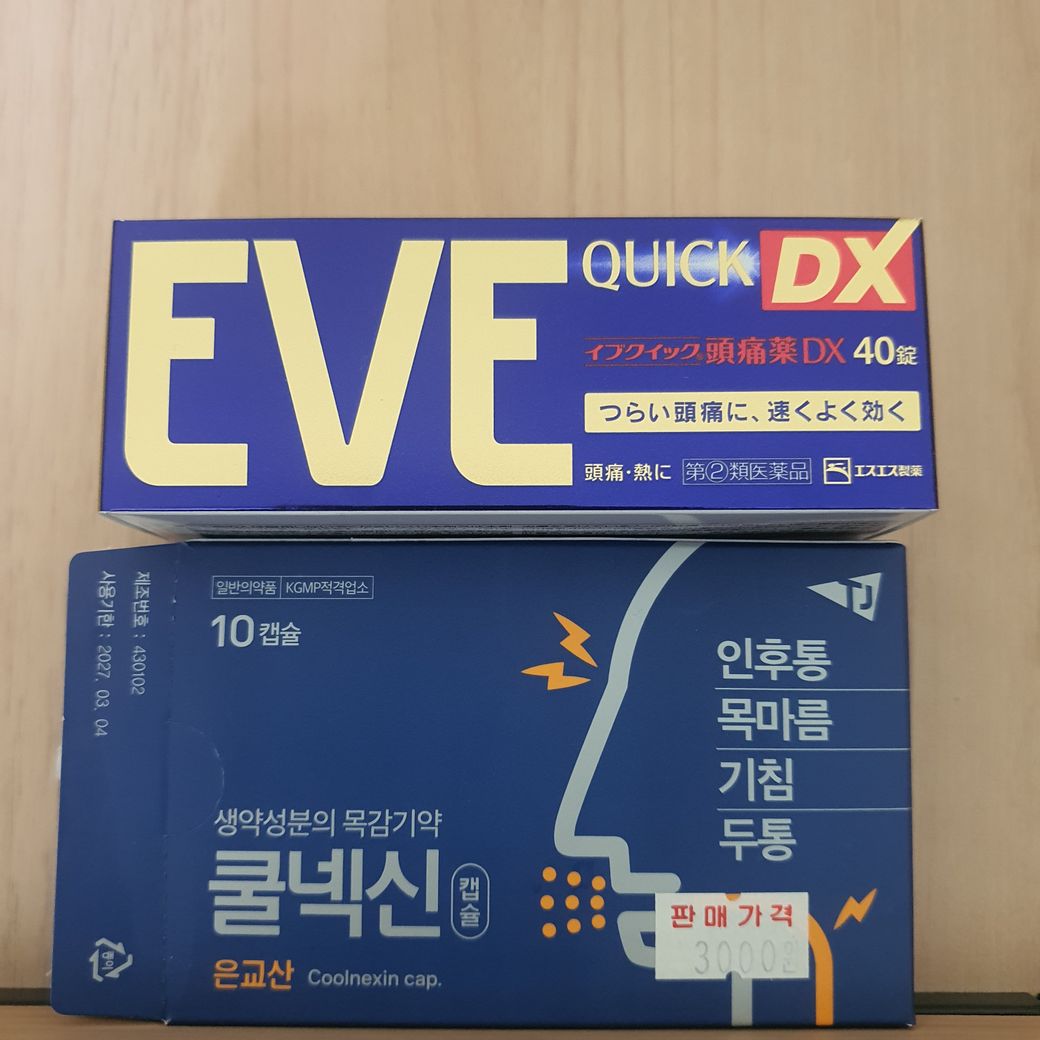 EVE
QUICK DX
イブクイック®頭痛薬DX 40錠
つらい頭痛に、速くよく効く
頭痛・熱に 第②類医薬品 エスエス製薬
일반의약품 KGMP적격업소
10캡슐
인후통
목마름
기침
두통
생약성분의 목감기약
쿨넥신 캡슐
은교산 Coolnexin cap.
판매가격
3000원
제조번호 : 430102
사용기한 : 2027. 03. 04
종이